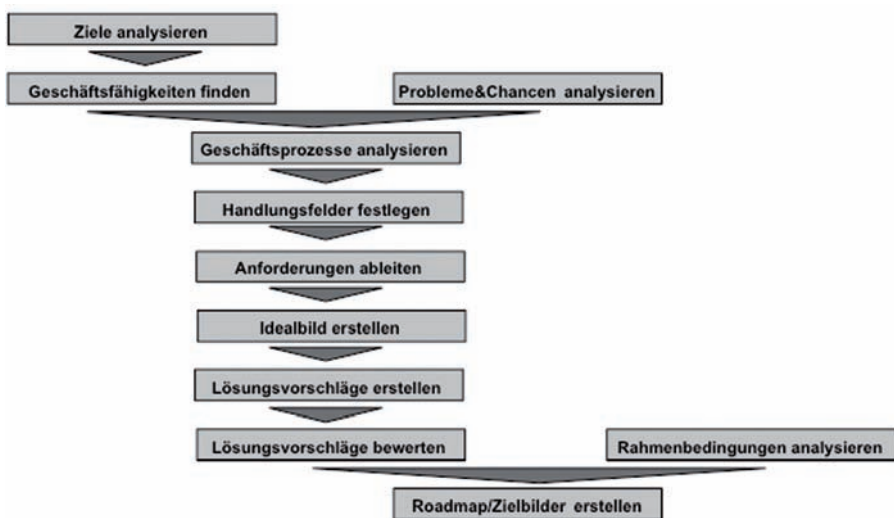 Ziele analysieren
Geschäftsfähigkeiten finden
Probleme&Chancen analysieren
Geschäftsprozesse analysieren
Handlungsfelder festlegen
Anforderungen ableiten
Idealbild erstellen
Lösungsvorschläge erstellen
Lösungsvorschläge bewerten
Rahmenbedingungen analysieren
Roadmap/Zielbilder erstellen